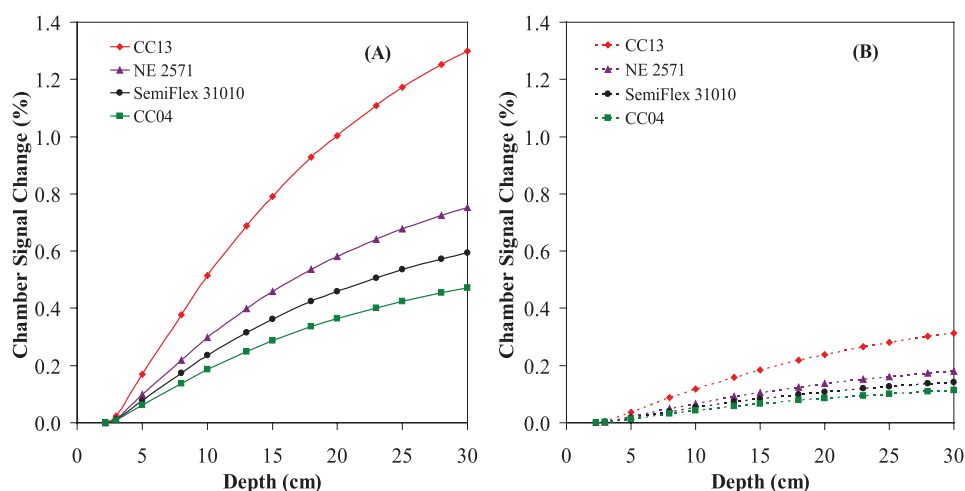 Chamber Signal Change (%)
1.4
1.2
1.0
0.8
0.6
0.4
0.2
0.0
CC13
NE 2571
SemiFlex 31010
CC04
(A)
0 5 10 15 20 25 30
Depth (cm)
Chamber Signal Change (%)
1.4
1.2
1.0
0.8
0.6
0.4
0.2
0.0
CC13
NE 2571
SemiFlex 31010
CC04
(B)
0 5 10 15 20 25 30
Depth (cm)